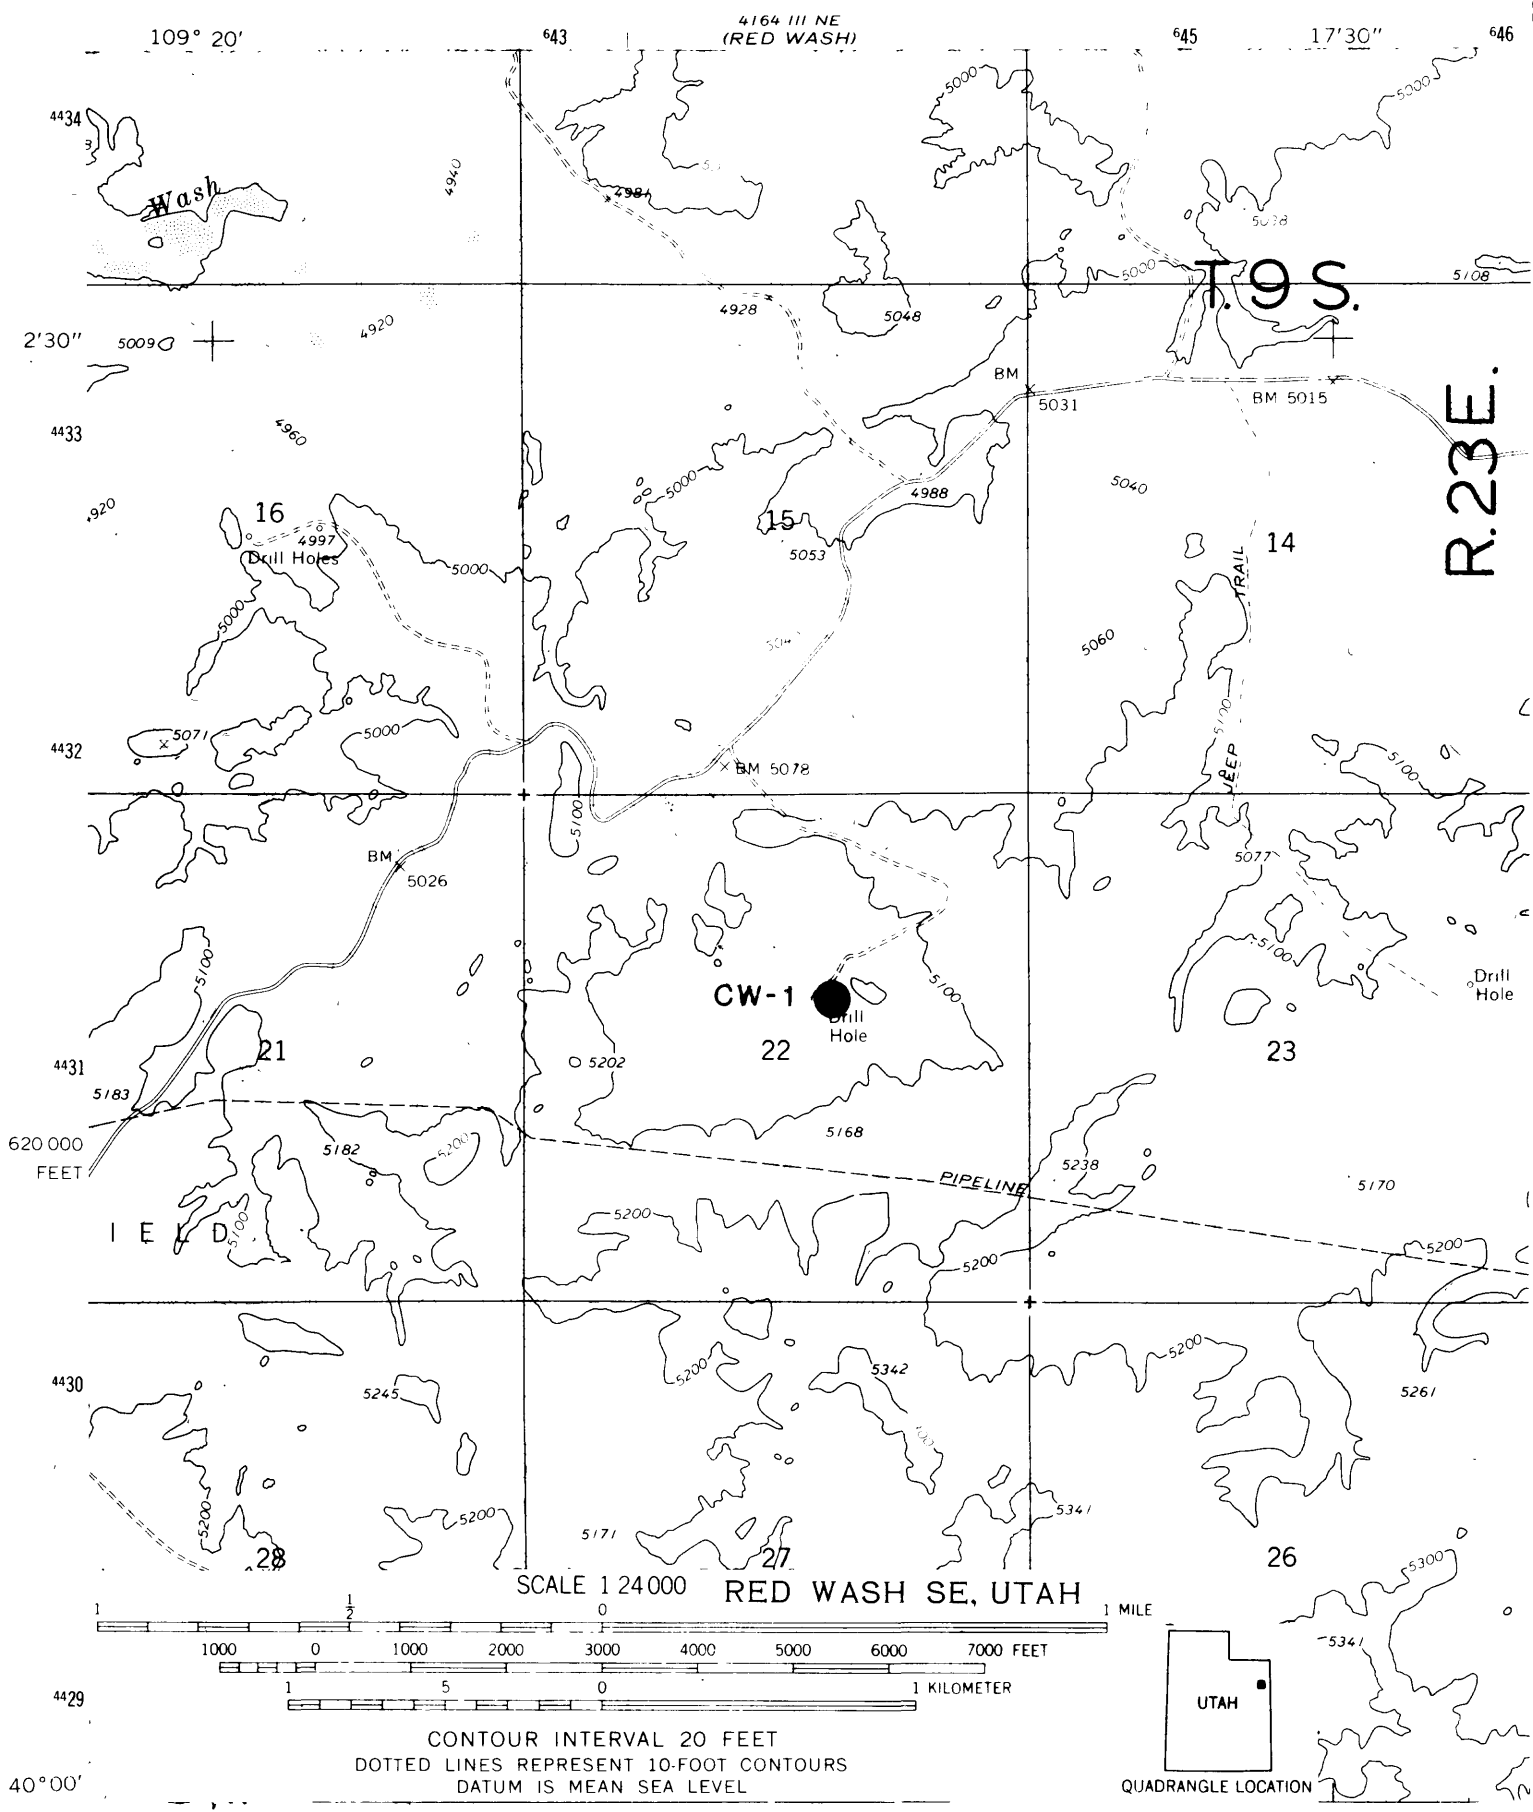 4164 III NE
(RED WASH)
109° 20'
⁶43
⁶45
17'30"
⁶46
5000
5000
⁴⁴34
4940
Wash
4981
5000
T. 9 S.
5108
4928
5048
4920
2'30"
5009
BM
5031
BM 5015
R. 23 E.
⁴⁴33
4960
5000
4988
5040
16
4997
Drill Holes
15
5053
14
TRAIL
5000
5000
5060
5100
JEEP
5071
5000
⁴⁴32
BM 5078
5100
5100
BM
5026
5077
5100
5100
5100
CW-1
Drill
Hole
Drill
Hole
21
22
23
⁴⁴31
5202
5183
620 000
FEET
5182
5200
5168
5238
PIPELINE
5170
5200
I E L D
5100
5200
5200
5200
5200
5342
⁴⁴30
5245
5261
5200
5200
5171
5341
28
27
26
5300
SCALE 1 24 000
RED WASH SE, UTAH
1 ½ 0 1 MILE
1000 0 1000 2000 3000 4000 5000 6000 7000 FEET
1 5 0 1 KILOMETER
5341
UTAH
⁴⁴29
CONTOUR INTERVAL 20 FEET
DOTTED LINES REPRESENT 10-FOOT CONTOURS
DATUM IS MEAN SEA LEVEL
QUADRANGLE LOCATION
40°00'